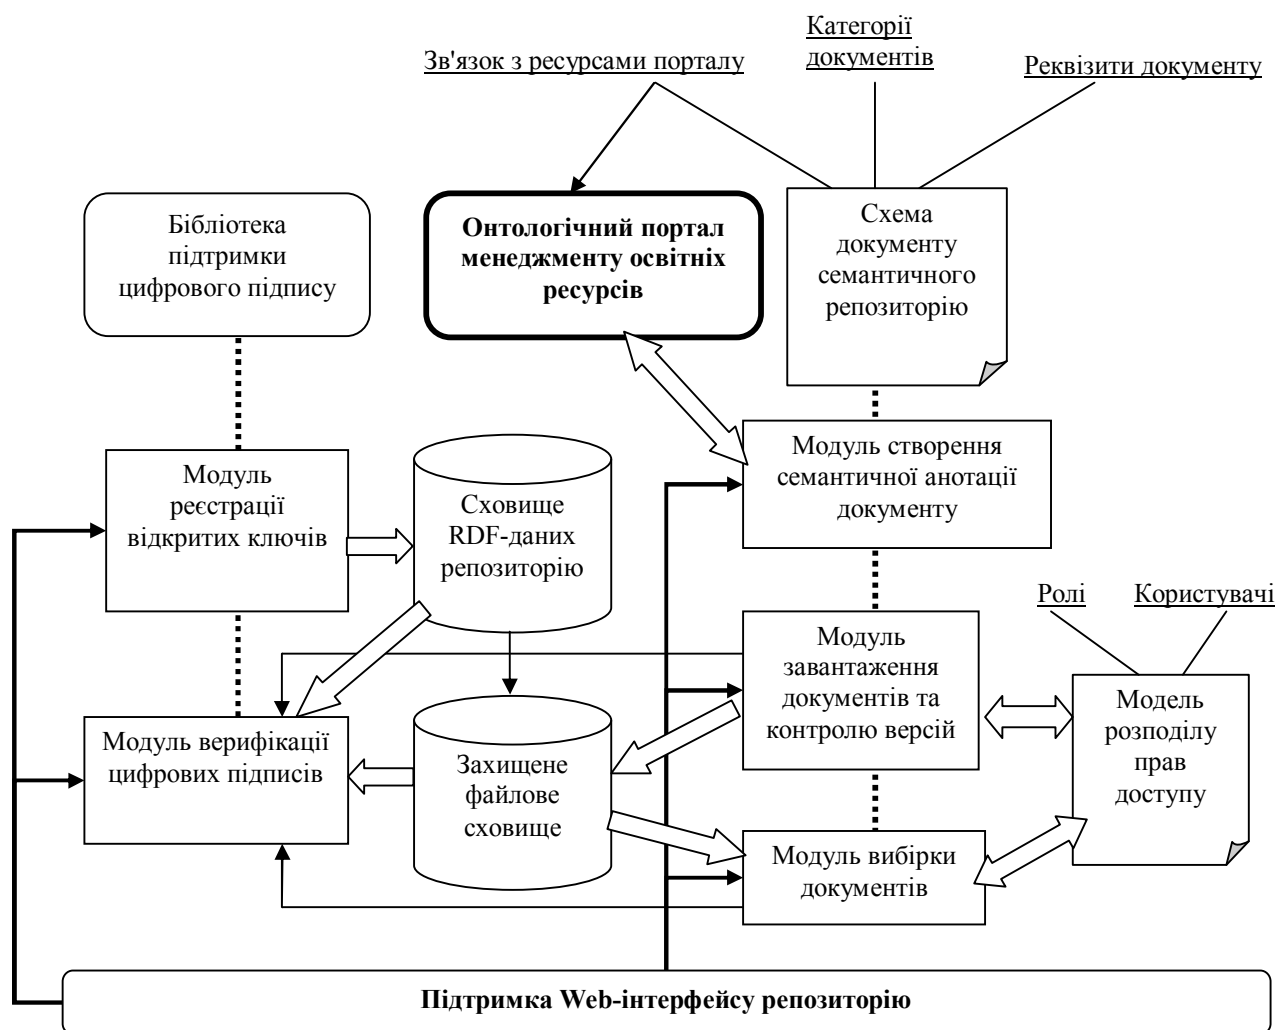 Категорії
документів
Зв'язок з ресурсами порталу
Реквізити документу
Бібліотека
підтримки
цифрового підпису
Онтологічний портал
менеджменту освітніх
ресурсів
Схема
документу
семантичного
репозиторію
Модуль створення
семантичної анотації
документу
Модуль
реєстрації
відкритих ключів
Сховище
RDF-даних
репозиторію
Ролі
Користувачі
Модуль
завантаження
документів та
контролю версій
Модель
розподілу
прав
доступу
Модуль верифікації
цифрових підписів
Захищене
файлове
сховище
Модуль вибірки
документів
Підтримка Web-інтерфейсу репозиторію